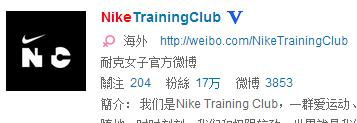 NC
NikeTrainingClub V
海外 http://weibo.com/NikeTrainingClub
耐克女子官方微博
關注 204 粉絲 17万 微博 3853
簡介： 我们是Nike Training Club，一群爱运动、